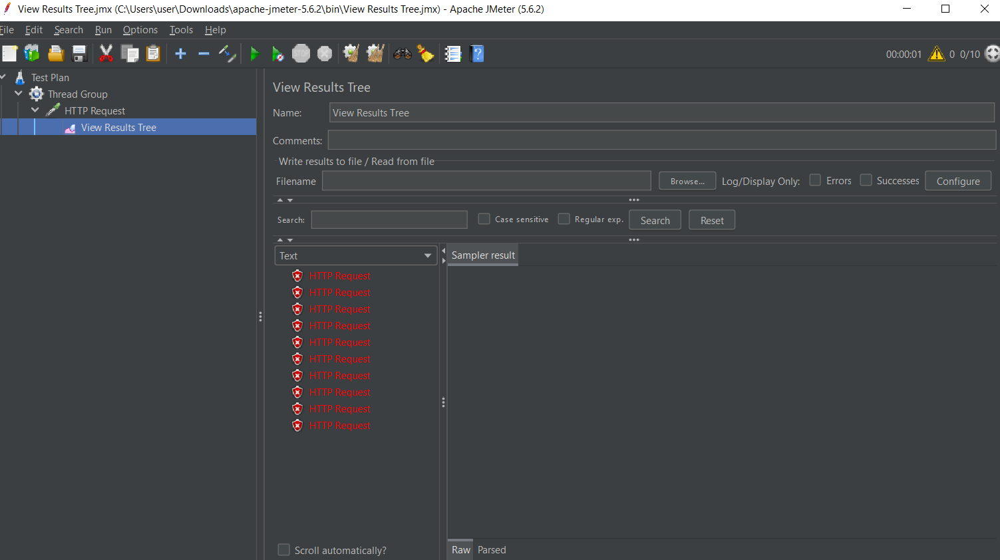 View Results Tree.jmx (C:\Users\user\Downloads\apache-jmeter-5.6.2\bin\View Results Tree.jmx) - Apache JMeter (5.6.2)
File Edit Search Run Options Tools Help
STOP 00:00:01 0 0/10
Test Plan
Thread Group
HTTP Request
View Results Tree
View Results Tree
Name: View Results Tree
Comments:
Write results to file / Read from file
Filename Browse... Log/Display Only: Errors Successes Configure
Search: Case sensitive Regular exp. Search Reset
Text
Sampler result
HTTP Request
HTTP Request
HTTP Request
HTTP Request
HTTP Request
HTTP Request
HTTP Request
HTTP Request
HTTP Request
HTTP Request
Scroll automatically?
Raw Parsed